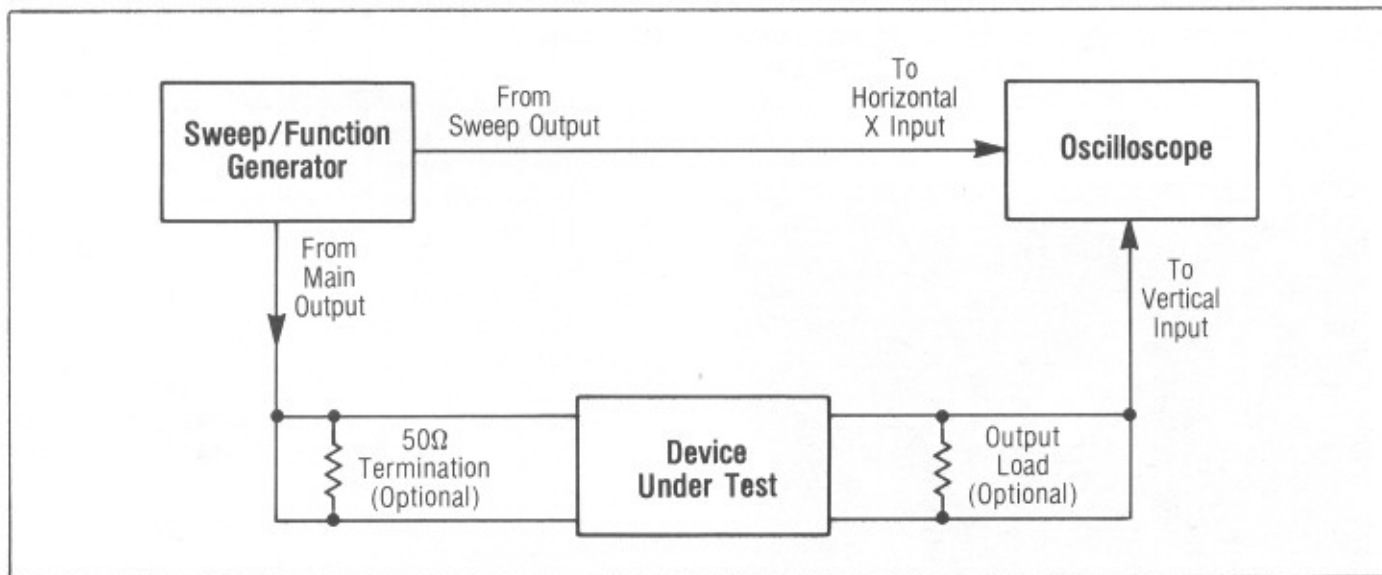 Sweep/Function
Generator
From
Sweep Output
To
Horizontal
X Input
Oscilloscope
From
Main
Output
To
Vertical
Input
50Ω
Termination
(Optional)
Device
Under Test
Output
Load
(Optional)